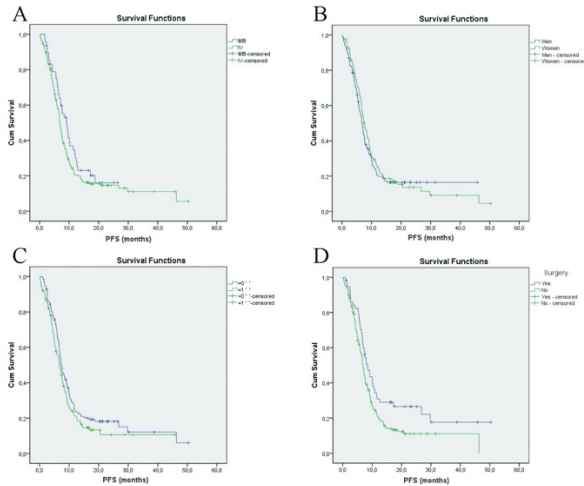 A
Survival Functions
Cum Survival
1,0
0,8
0,6
0,4
0,2
0,0
0,0 10,0 20,0 30,0 40,0 50,0 60,0
PFS (months)
IIIB
IV
IIIB-censored
IV-censored
B
Survival Functions
Cum Survival
1,0
0,8
0,6
0,4
0,2
0,0
0,0 10,0 20,0 30,0 40,0 50,0 60,0
PFS (months)
Men
Women
Men - censored
Women - censored
C
Survival Functions
Cum Survival
1,0
0,8
0,6
0,4
0,2
0,0
0,0 10,0 20,0 30,0 40,0 50,0 60,0
PFS (months)
D
Survival Functions
Cum Survival
1,0
0,8
0,6
0,4
0,2
0,0
0,0 10,0 20,0 30,0 40,0 50,0 60,0
PFS (months)
Surgery
Yes
No
Yes - censored
No - censored